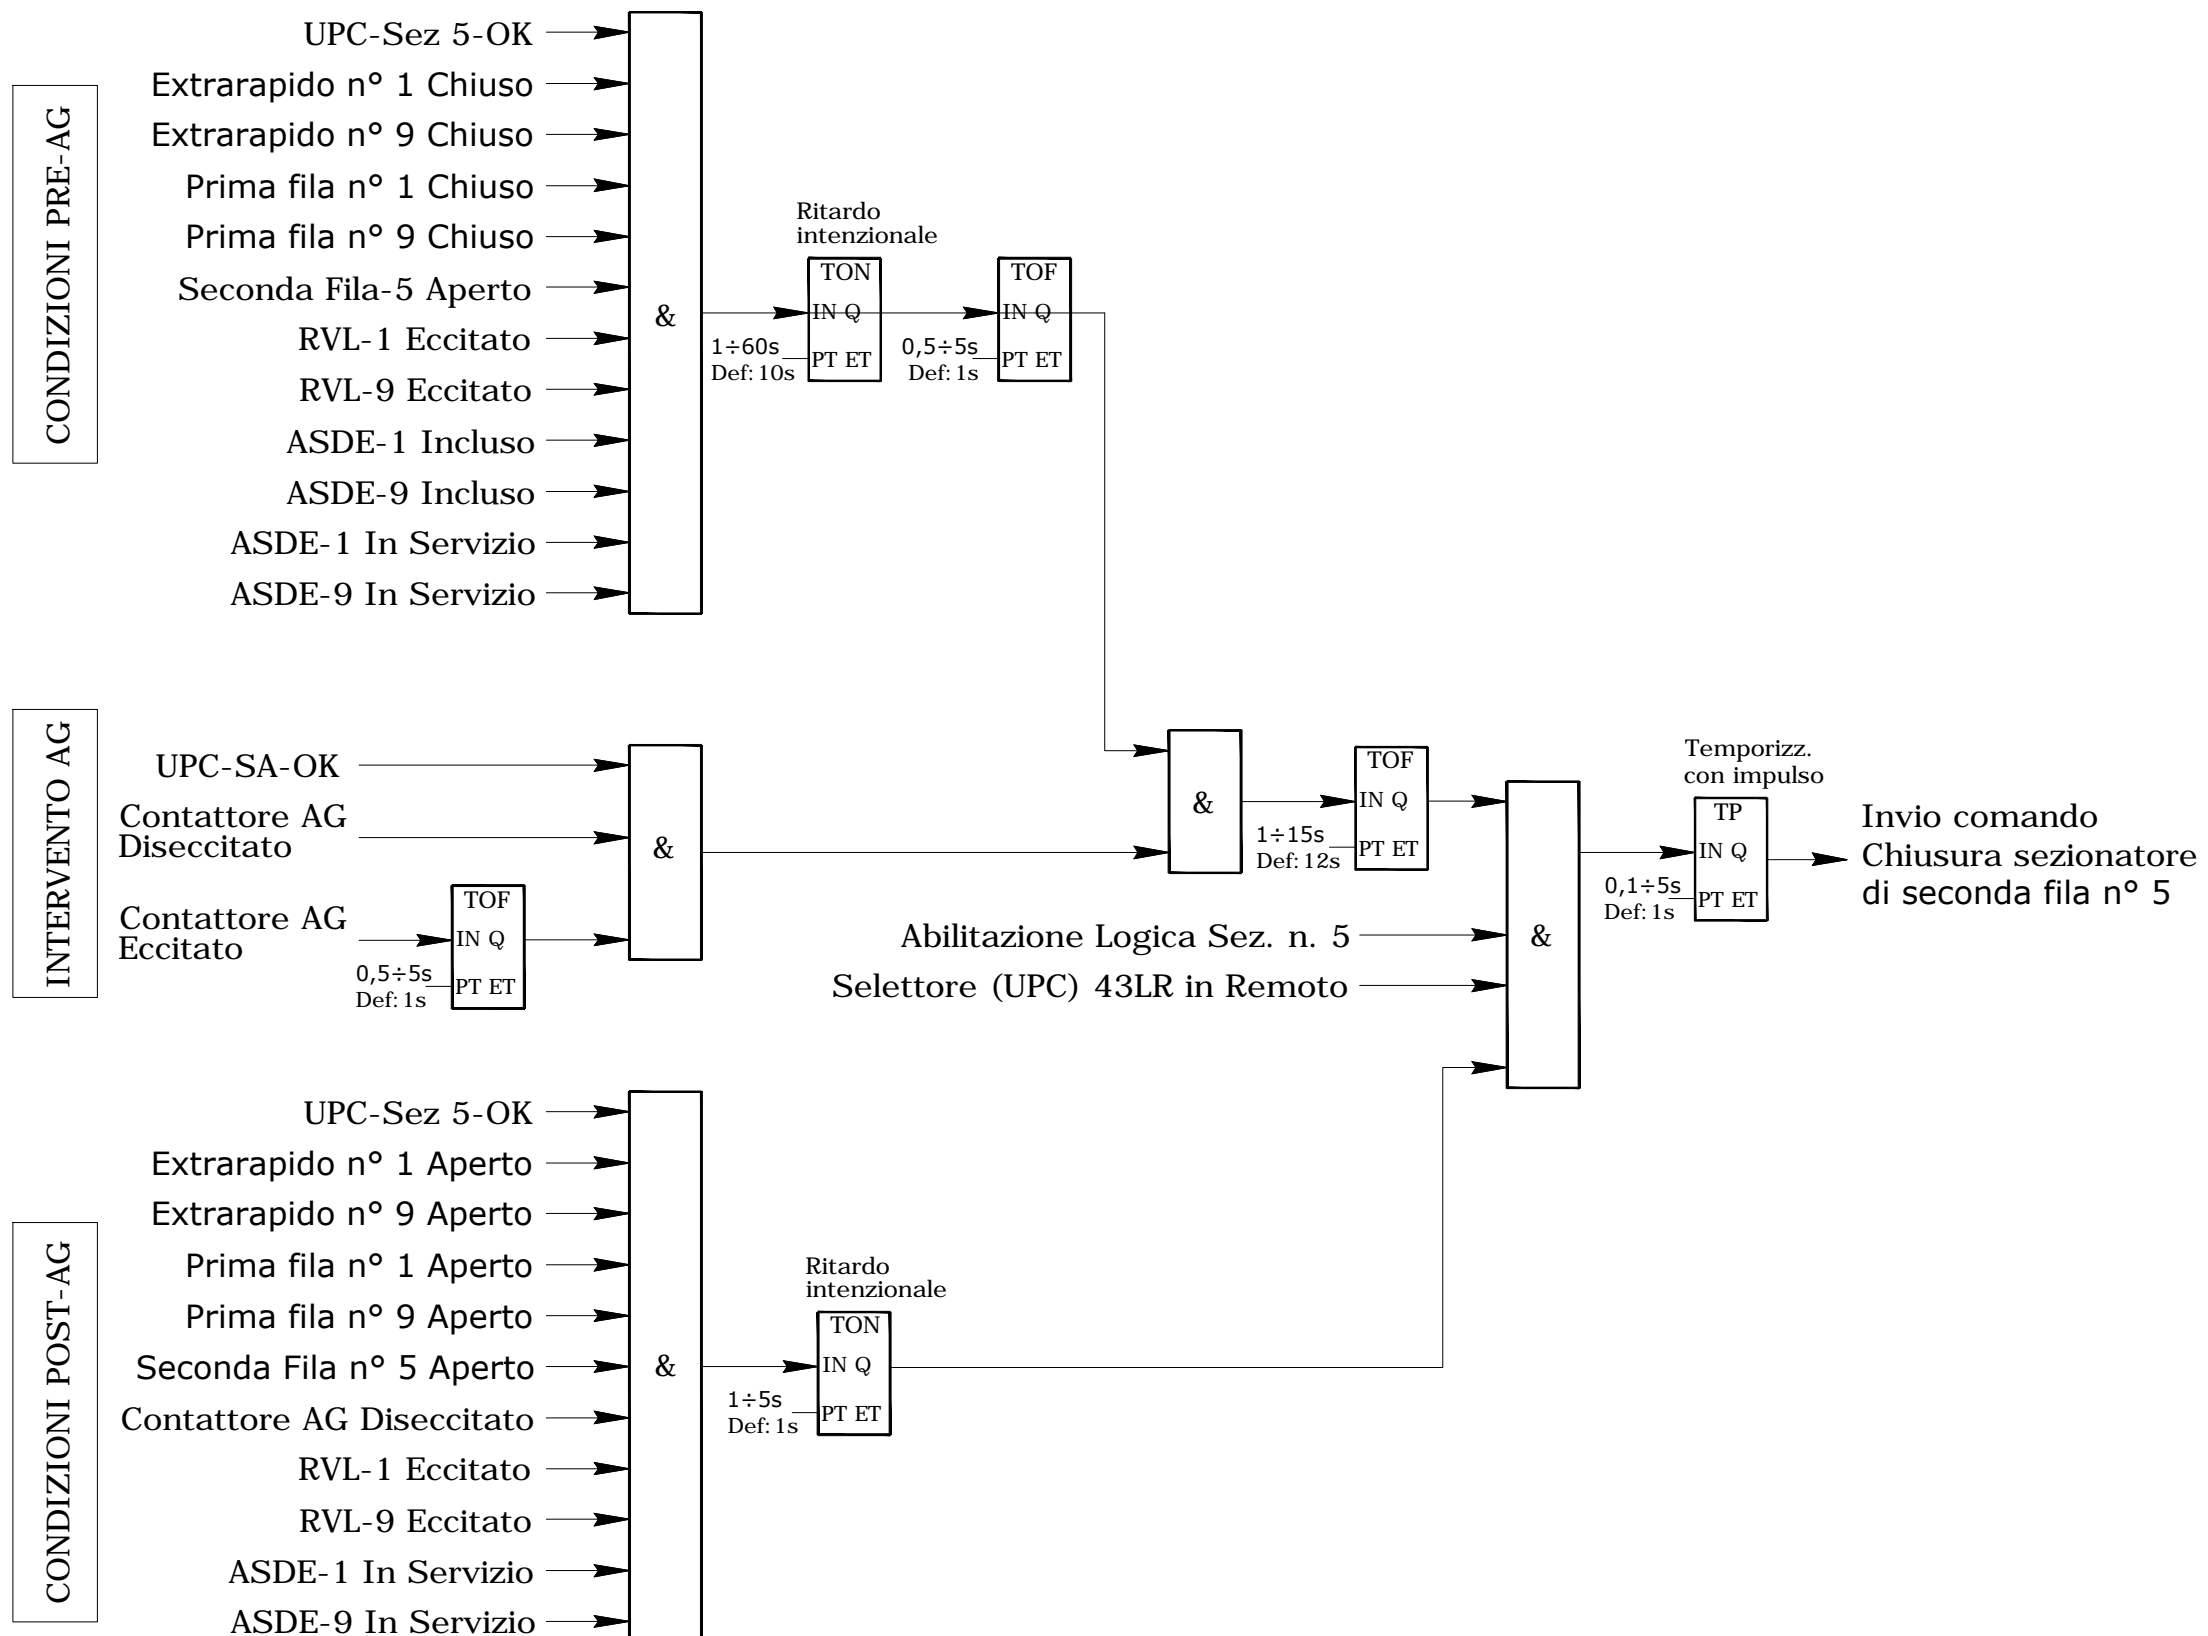 CONDIZIONI PRE-AG
UPC-Sez 5-OK
Extrarapido n° 1 Chiuso
Extrarapido n° 9 Chiuso
Prima fila n° 1 Chiuso
Prima fila n° 9 Chiuso
Seconda Fila-5 Aperto
RVL-1 Eccitato
RVL-9 Eccitato
ASDE-1 Incluso
ASDE-9 Incluso
ASDE-1 In Servizio
ASDE-9 In Servizio
&
Ritardo
intenzionale
TON
IN Q
PT ET
1÷60s
Def: 10s
TOF
IN Q
PT ET
0,5÷5s
Def: 1s
INTERVENTO AG
UPC-SA-OK
Contattore AG
Diseccitato
Contattore AG
Eccitato
TOF
IN Q
PT ET
0,5÷5s
Def: 1s
&
&
TOF
IN Q
PT ET
1÷15s
Def: 12s
Abilitazione Logica Sez. n. 5
Selettore (UPC) 43LR in Remoto
&
Temporizz.
con impulso
TP
IN Q
PT ET
0,1÷5s
Def: 1s
Invio comando
Chiusura sezionatore
di seconda fila n° 5
CONDIZIONI POST-AG
UPC-Sez 5-OK
Extrarapido n° 1 Aperto
Extrarapido n° 9 Aperto
Prima fila n° 1 Aperto
Prima fila n° 9 Aperto
Seconda Fila n° 5 Aperto
Contattore AG Diseccitato
RVL-1 Eccitato
RVL-9 Eccitato
ASDE-1 In Servizio
ASDE-9 In Servizio
&
Ritardo
intenzionale
TON
IN Q
PT ET
1÷5s
Def: 1s